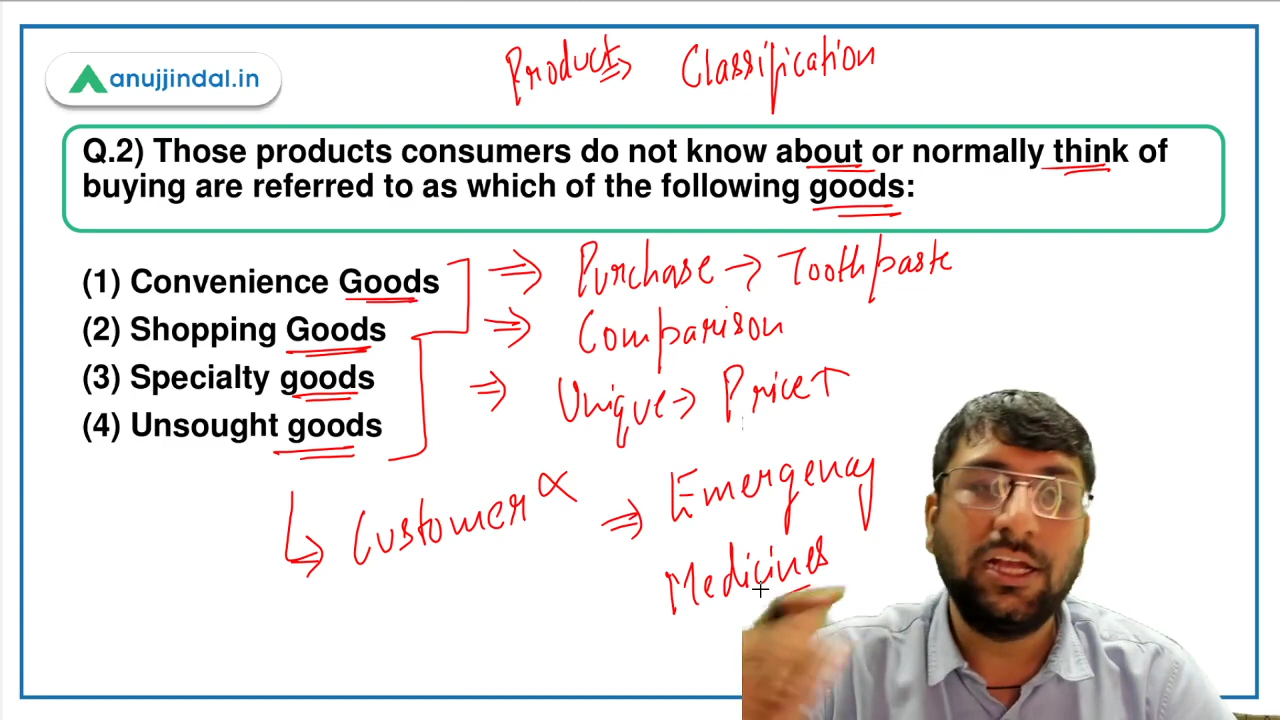 Products Classification
anujjindal.in
Q.2) Those products consumers do not know about or normally think of
buying are referred to as which of the following goods:
(1) Convenience Goods ⇒ Purchase → Toothpaste
(2) Shopping Goods ⇒ Comparison
(3) Specialty goods ⇒ Unique → Price↑
(4) Unsought goods
Customer ⇒ Emergency
Medicines